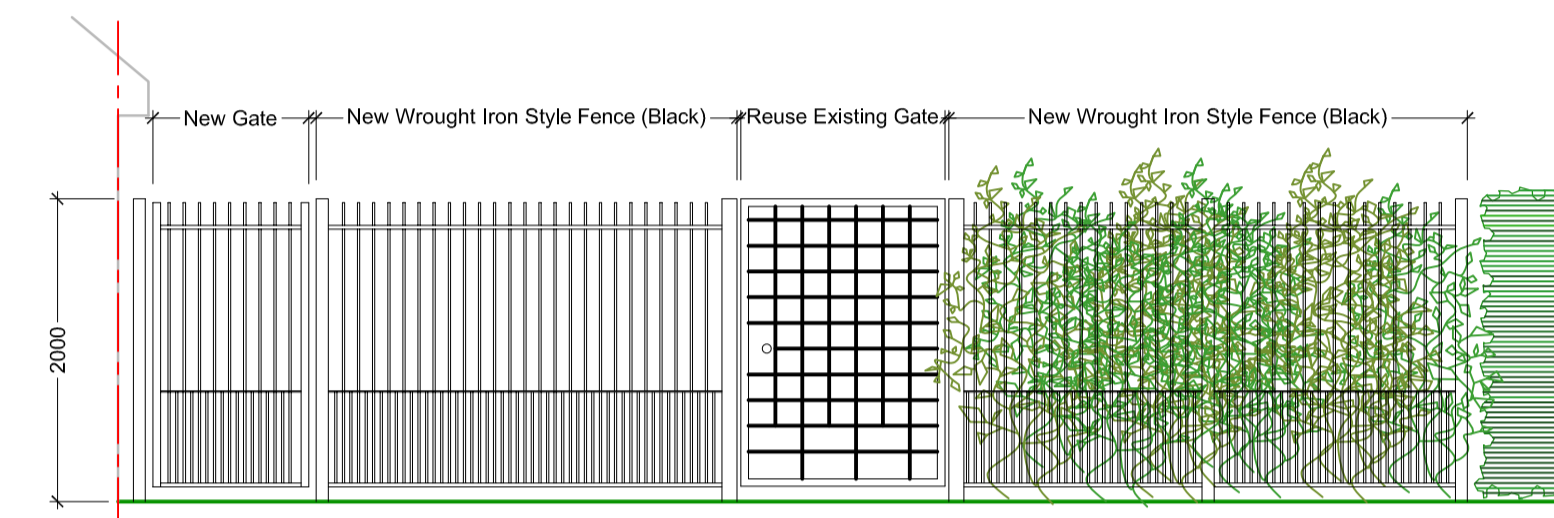 New Gate
New Wrought Iron Style Fence (Black)
Reuse Existing Gate
New Wrought Iron Style Fence (Black)
2000